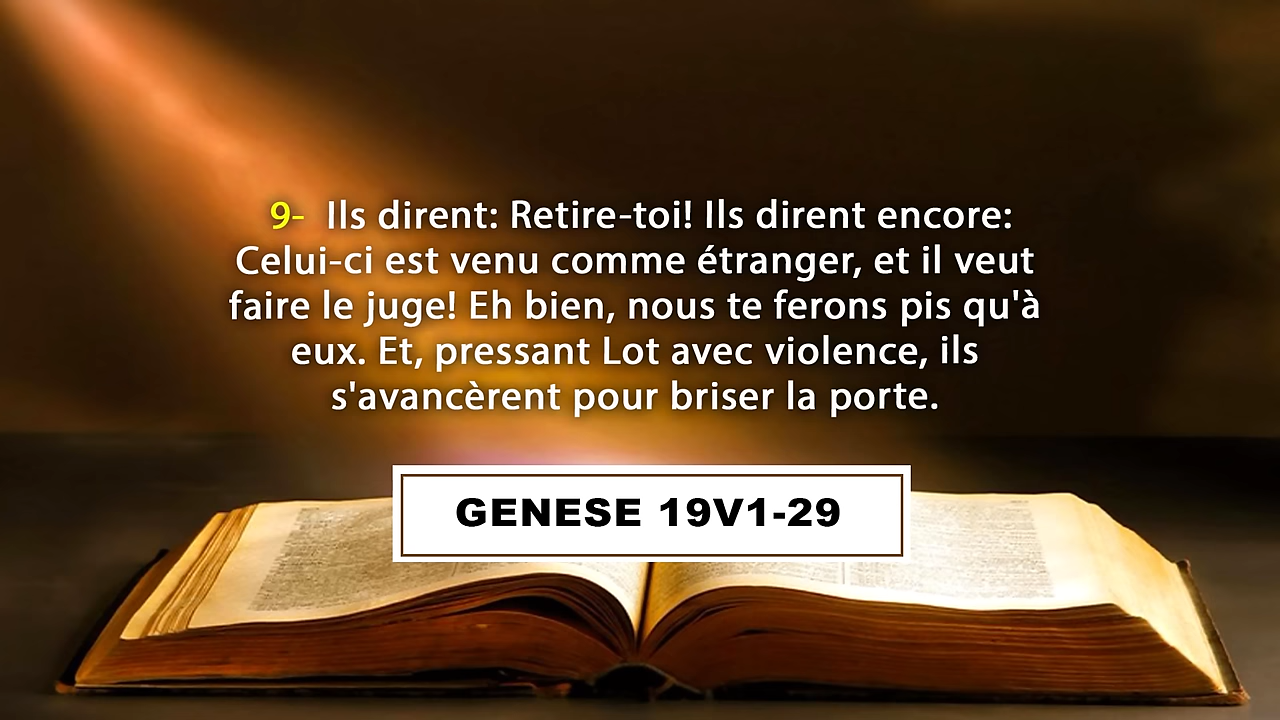 9- Ils dirent: Retire-toi! Ils dirent encore:
Celui-ci est venu comme étranger, et il veut
faire le juge! Eh bien, nous te ferons pis qu'à
eux. Et, pressant Lot avec violence, ils
s'avancèrent pour briser la porte.
GENESE 19V1-29